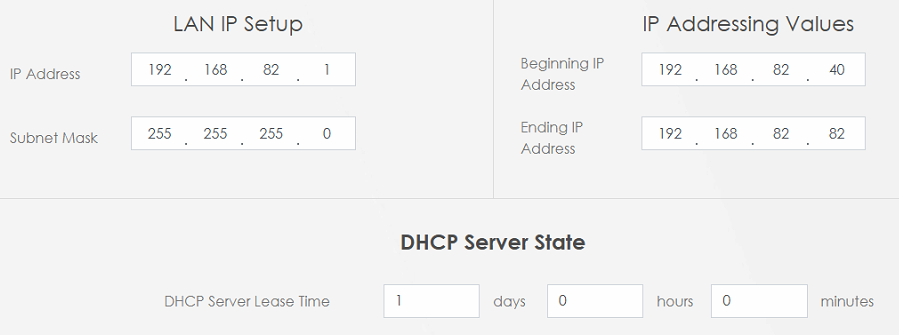 LAN IP Setup
IP Address 192 . 168 . 82 . 1
Subnet Mask 255 . 255 . 255 . 0
IP Addressing Values
Beginning IP
Address
192 . 168 . 82 . 40
Ending IP
Address
192 . 168 . 82 . 82
DHCP Server State
DHCP Server Lease Time 1 days 0 hours 0 minutes